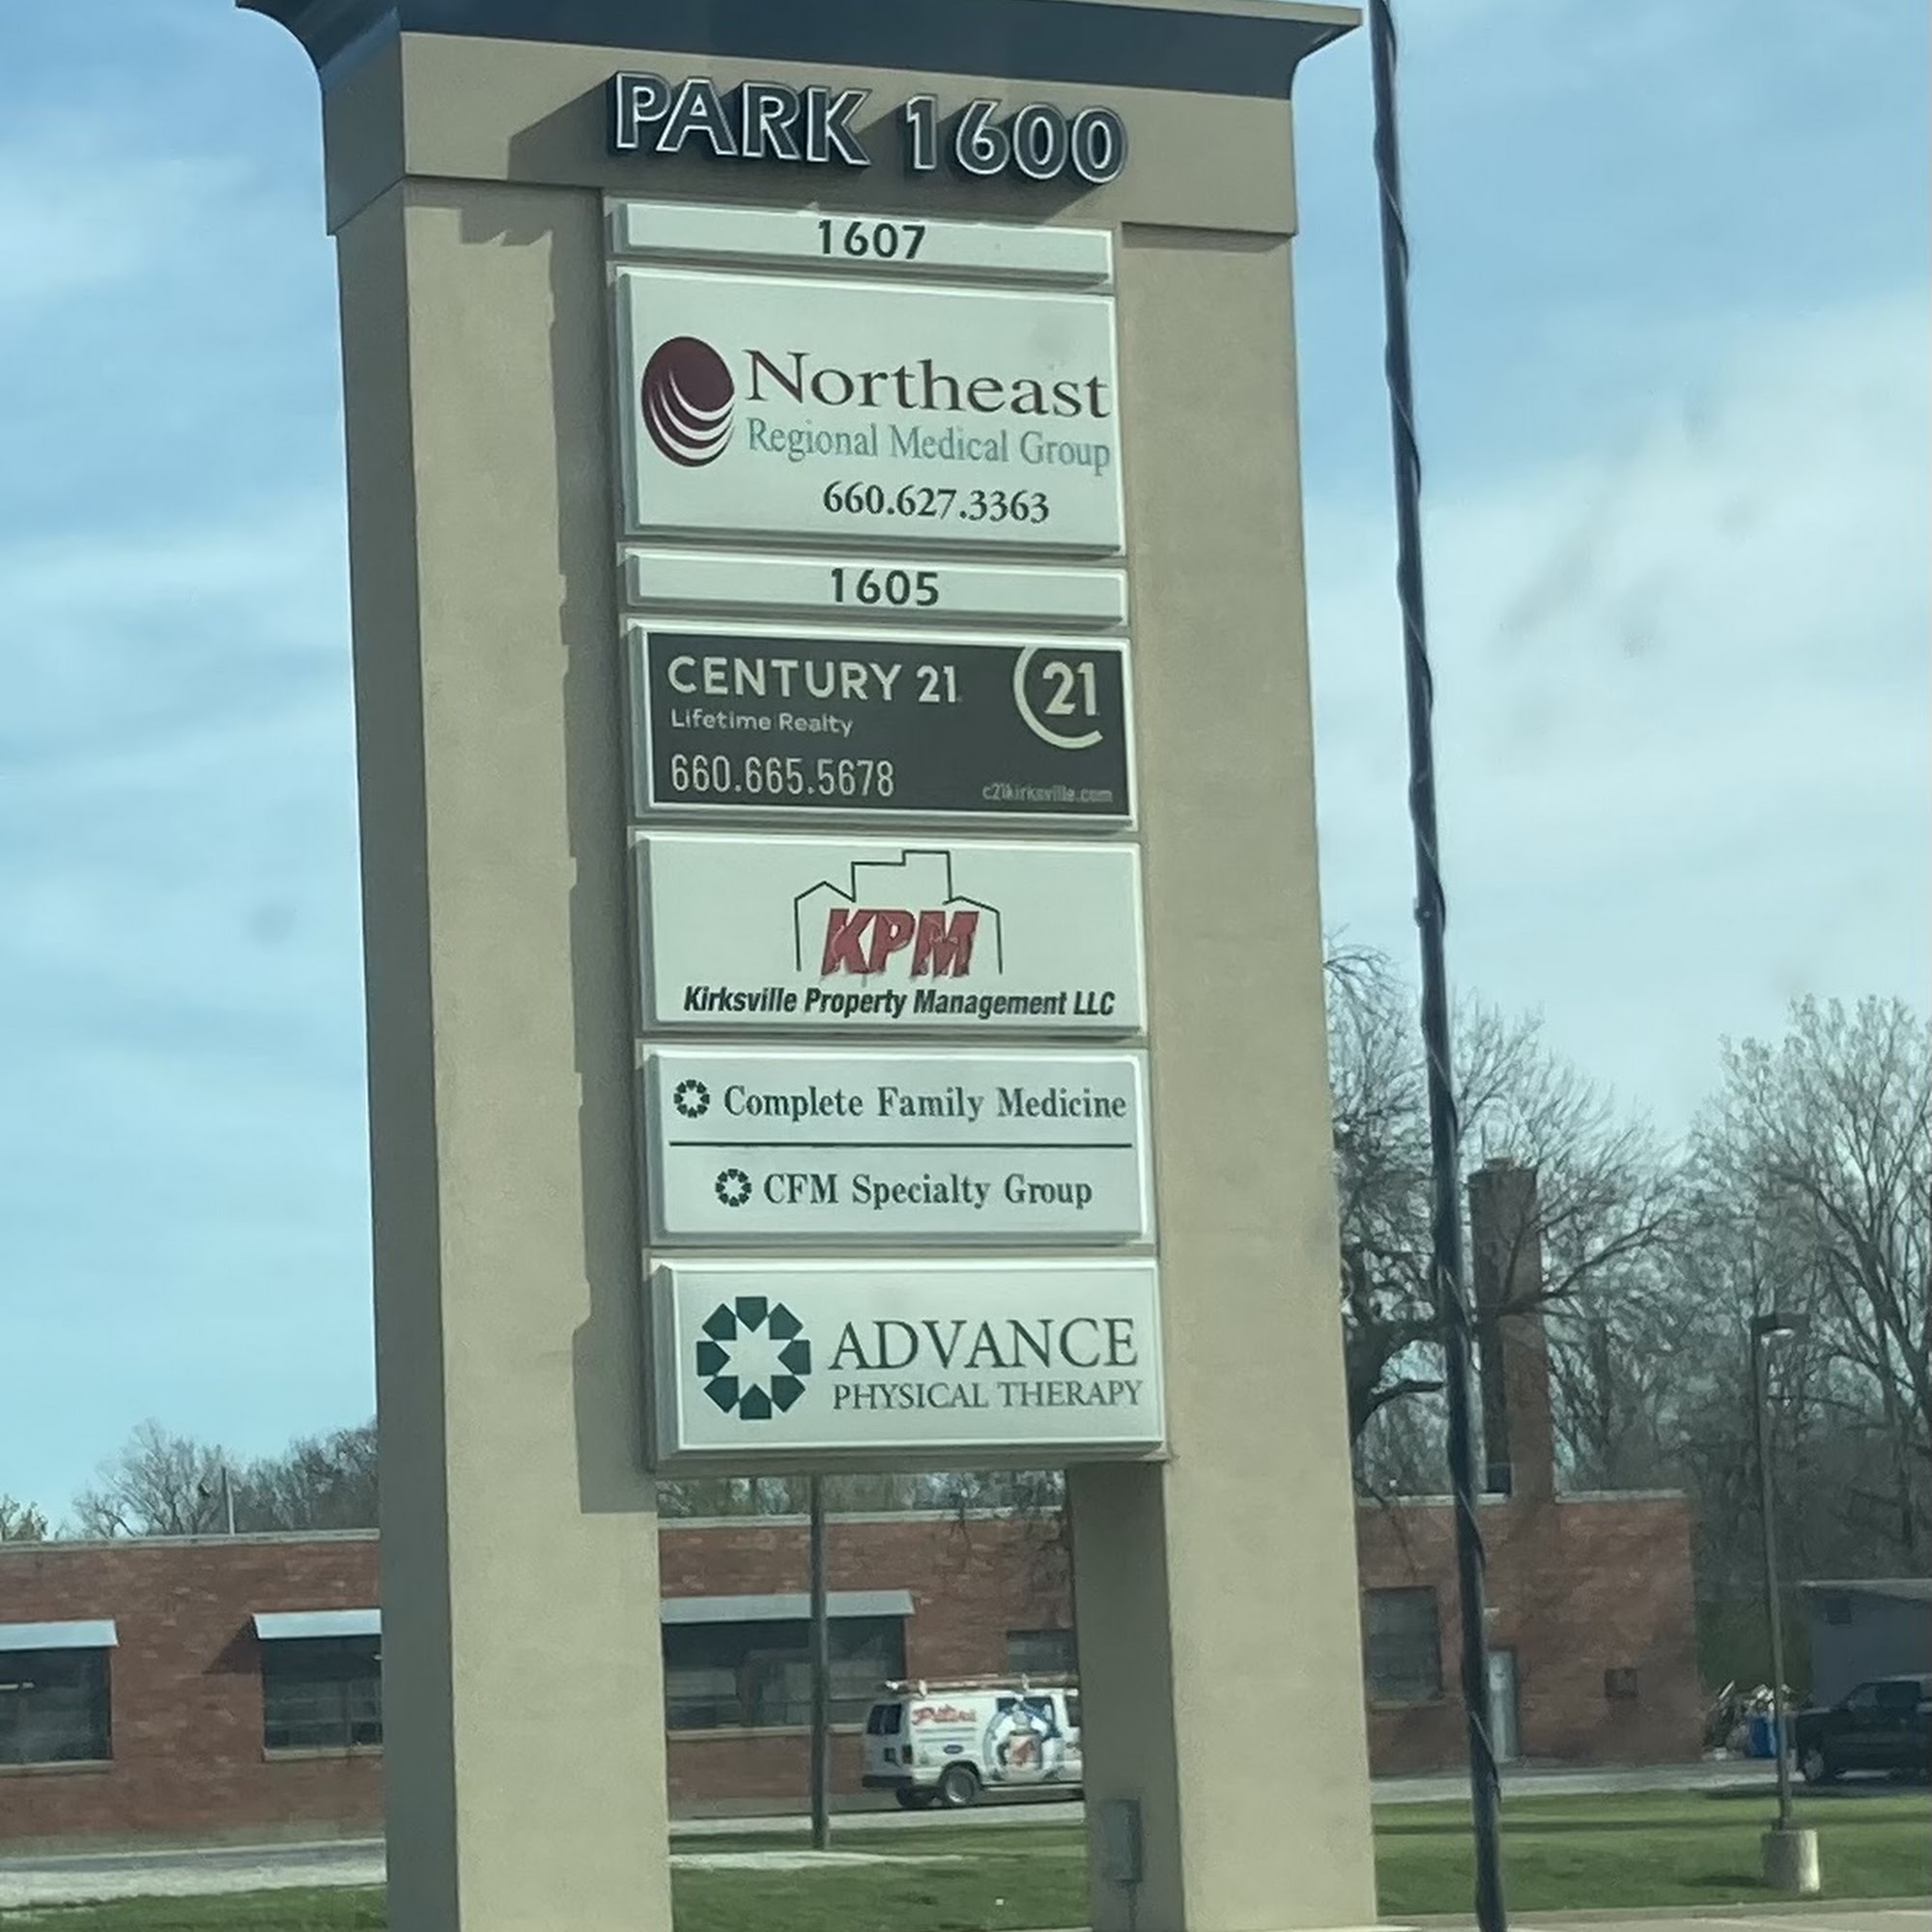 PARK 1600
1607
Northeast
Regional Medical Group
660.627.3363
1605
CENTURY 21
21
Lifetime Realty
660.665.5678
c21kirksville.com
KPM
Kirksville Property Management LLC
Complete Family Medicine
CFM Specialty Group
ADVANCE
PHYSICAL THERAPY